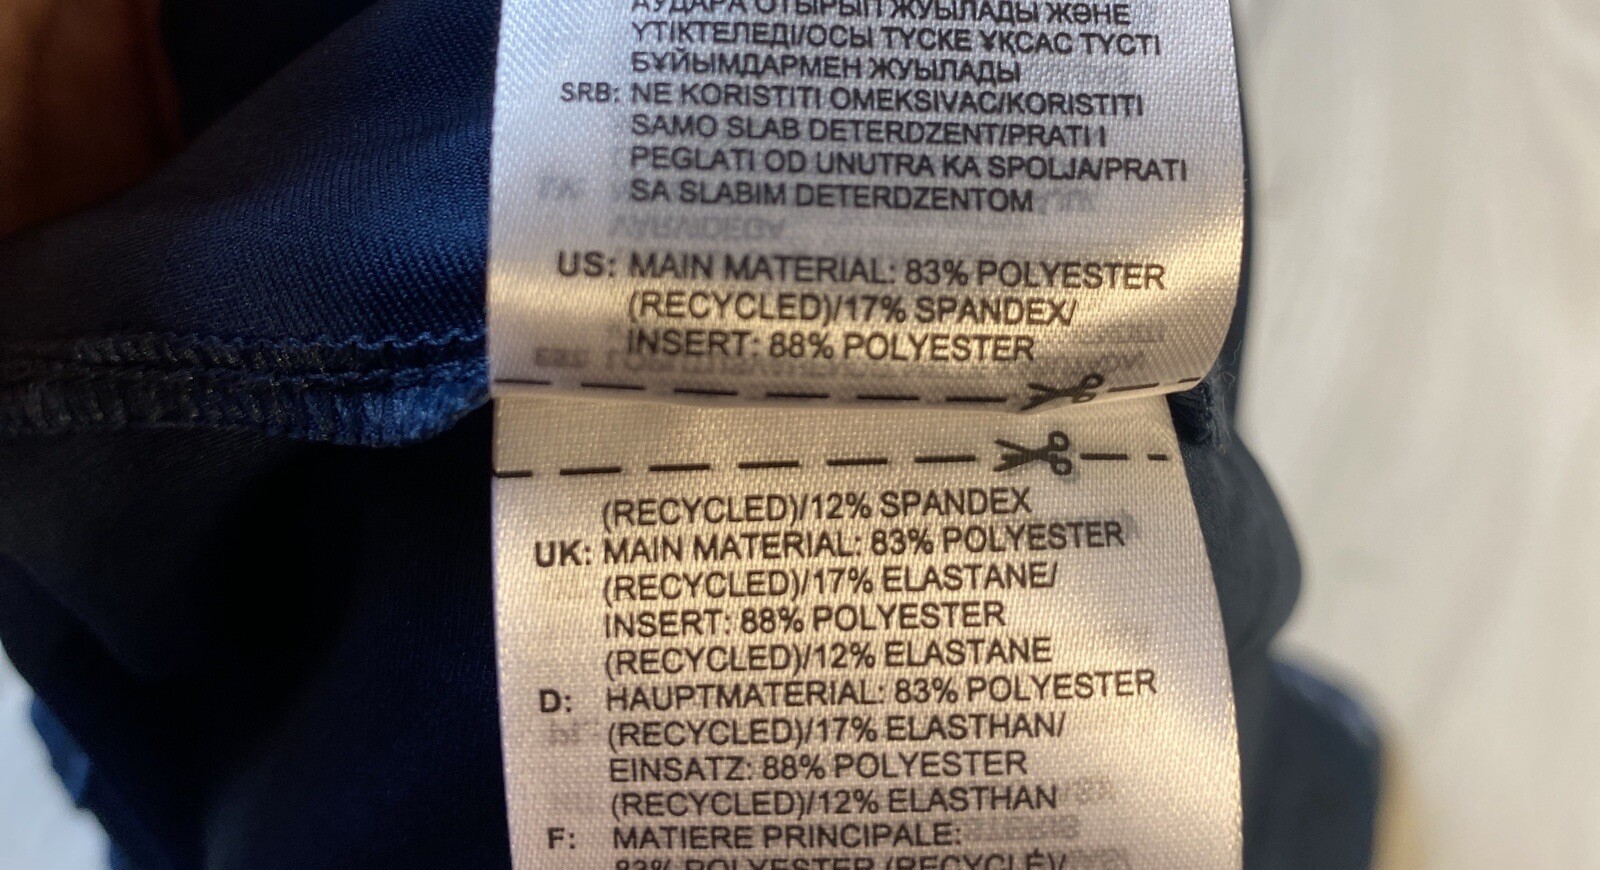 АУДАРА ОТЫРЫП ЖУЫЛАДЫ ЖӘНЕ
ҮТІКТЕЛЕДІ/ОСЫ ТҮСКЕ ҰҚСАС ТҮСТІ
БҰЙЫМДАРМЕН ЖУЫЛАДЫ
SRB: NE KORISTITI OMEKSIVAC/KORISTITI
SAMO SLAB DETERDZENT/PRATI I
PEGLATI OD UNUTRA KA SPOLJA/PRATI
SA SLABIM DETERDZENTOM
US: MAIN MATERIAL: 83% POLYESTER
(RECYCLED)/17% SPANDEX/
INSERT: 88% POLYESTER
(RECYCLED)/12% SPANDEX
UK: MAIN MATERIAL: 83% POLYESTER
(RECYCLED)/17% ELASTANE/
INSERT: 88% POLYESTER
(RECYCLED)/12% ELASTANE
D: HAUPTMATERIAL: 83% POLYESTER
(RECYCLED)/17% ELASTHAN/
EINSATZ: 88% POLYESTER
(RECYCLED)/12% ELASTHAN
F: MATIERE PRINCIPALE:
83% POLYESTER (RECYCLÉ)/